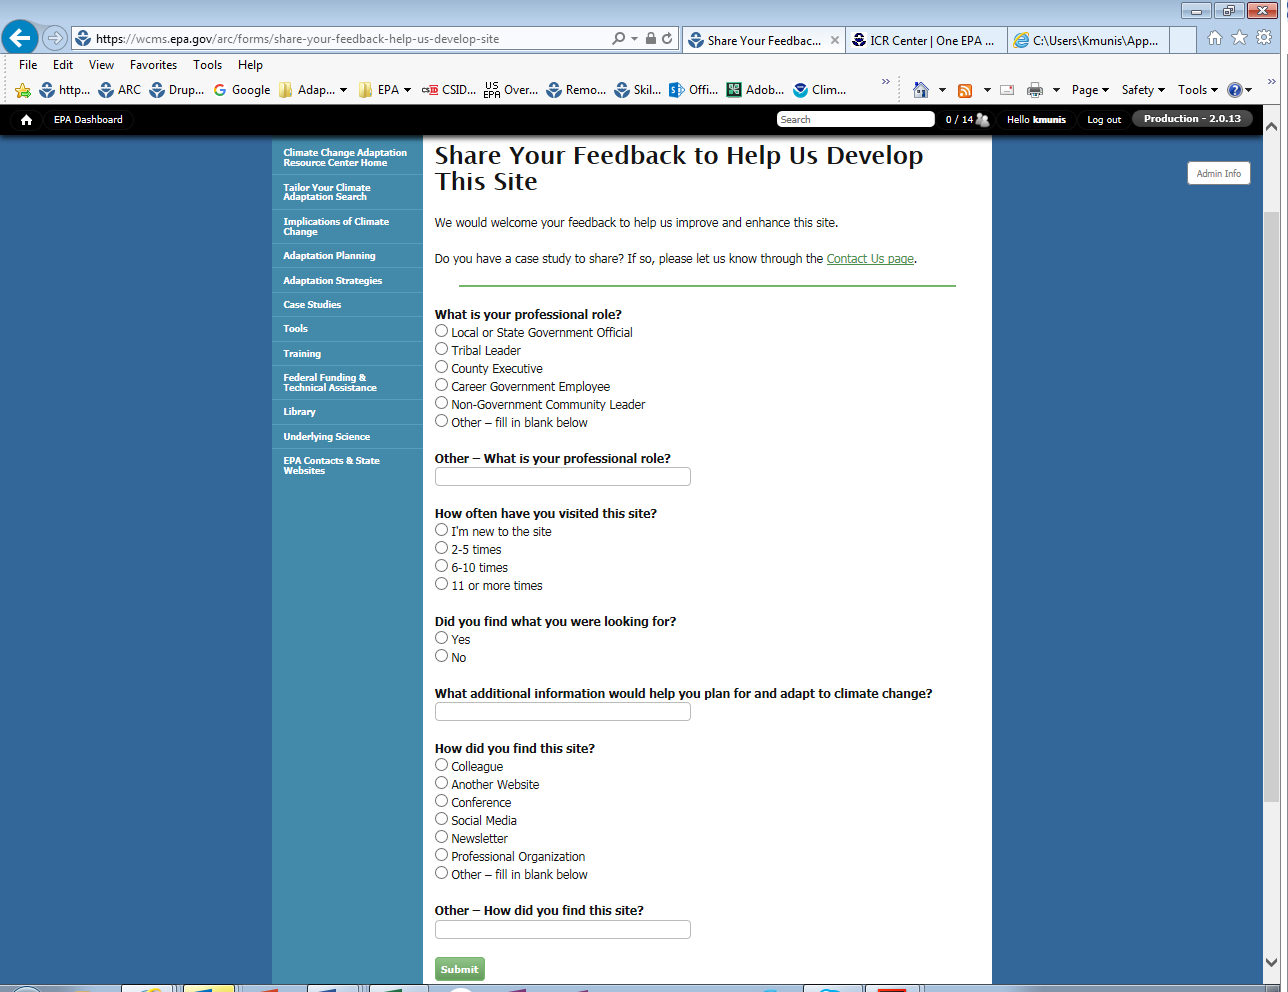 https://wcms.epa.gov/arc/forms/share-your-feedback-help-us-develop-site
Share Your Feedbac...
ICR Center | One EPA ...
C:\Users\Kmunis\App...
File Edit View Favorites Tools Help
http... ARC Drup... Google Adap... EPA CSID... US EPA Over... Remo... Skil... Offi... Adob... Clim... Page Safety Tools
EPA Dashboard
Search
0 / 14
Hello kmunis
Log out
Production - 2.0.13
Admin Info
Climate Change Adaptation
Resource Center Home
Tailor Your Climate
Adaptation Search
Implications of Climate
Change
Adaptation Planning
Adaptation Strategies
Case Studies
Tools
Training
Federal Funding &
Technical Assistance
Library
Underlying Science
EPA Contacts & State
Websites
Share Your Feedback to Help Us Develop
This Site
We would welcome your feedback to help us improve and enhance this site.
Do you have a case study to share? If so, please let us know through the Contact Us page.
What is your professional role?
Local or State Government Official
Tribal Leader
County Executive
Career Government Employee
Non-Government Community Leader
Other – fill in blank below
Other – What is your professional role?
How often have you visited this site?
I'm new to the site
2-5 times
6-10 times
11 or more times
Did you find what you were looking for?
Yes
No
What additional information would help you plan for and adapt to climate change?
How did you find this site?
Colleague
Another Website
Conference
Social Media
Newsletter
Professional Organization
Other – fill in blank below
Other – How did you find this site?
Submit